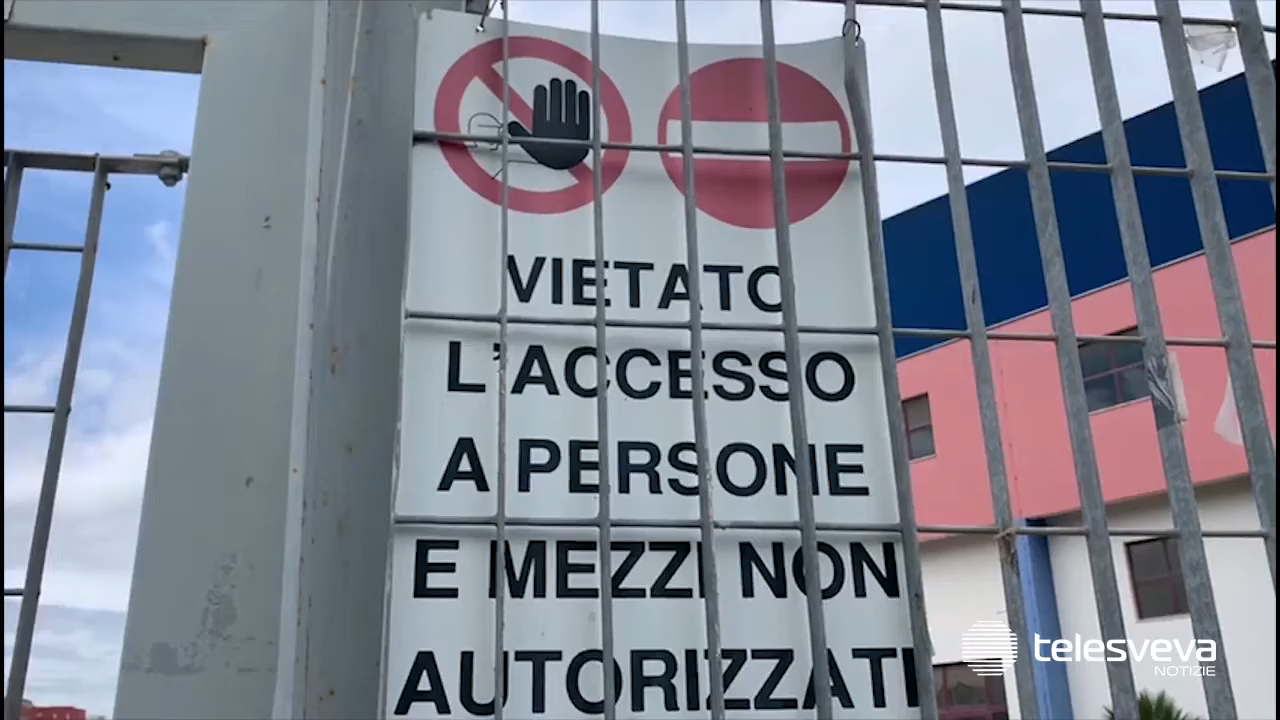 VIETATO
L'ACCESSO
A PERSONE
E MEZZI NON
AUTORIZZATI
telesveva
NOTIZIE